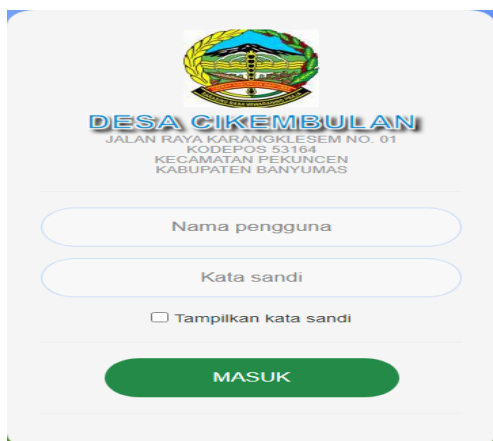 DESA CIKEMBULAN
JALAN RAYA KARANGKLESEM NO. 01
KODEPOS 53164
KECAMATAN PEKUNCEN
KABUPATEN BANYUMAS
Nama pengguna
Kata sandi
Tampilkan kata sandi
MASUK